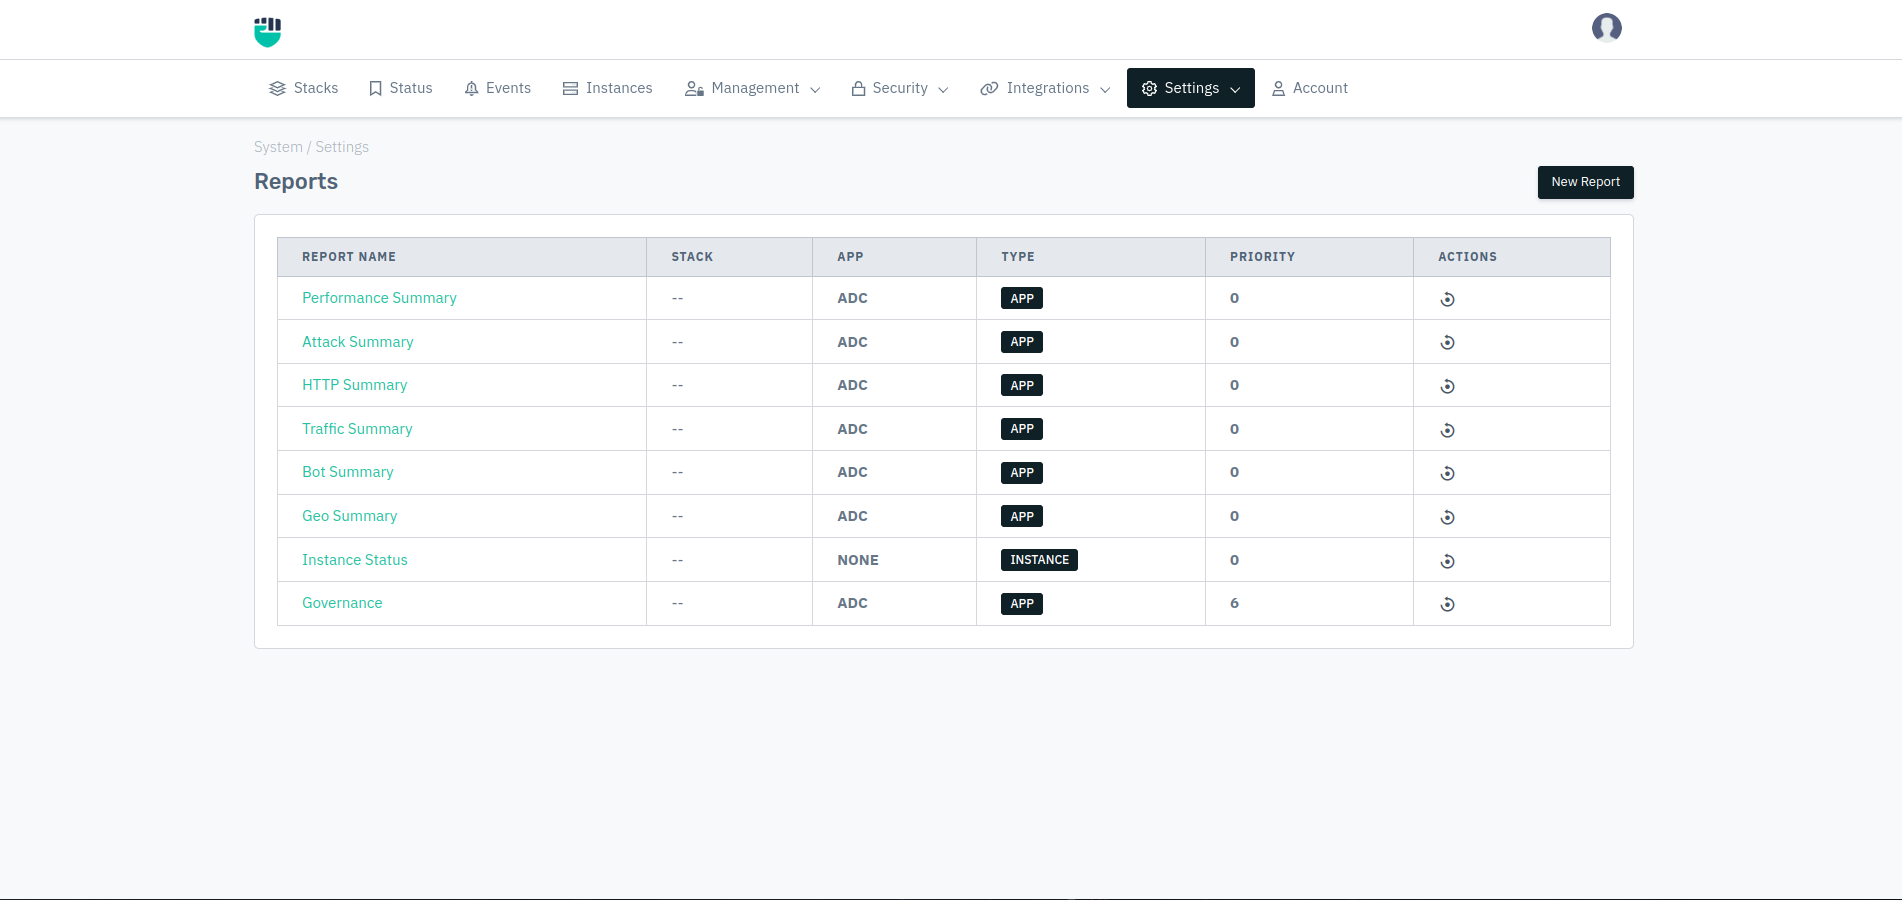 Stacks Status Events Instances Management Security Integrations Settings Account
System / Settings
Reports
New Report
REPORT NAME STACK APP TYPE PRIORITY ACTIONS
Performance Summary -- ADC APP 0
Attack Summary -- ADC APP 0
HTTP Summary -- ADC APP 0
Traffic Summary -- ADC APP 0
Bot Summary -- ADC APP 0
Geo Summary -- ADC APP 0
Instance Status -- NONE INSTANCE 0
Governance -- ADC APP 6